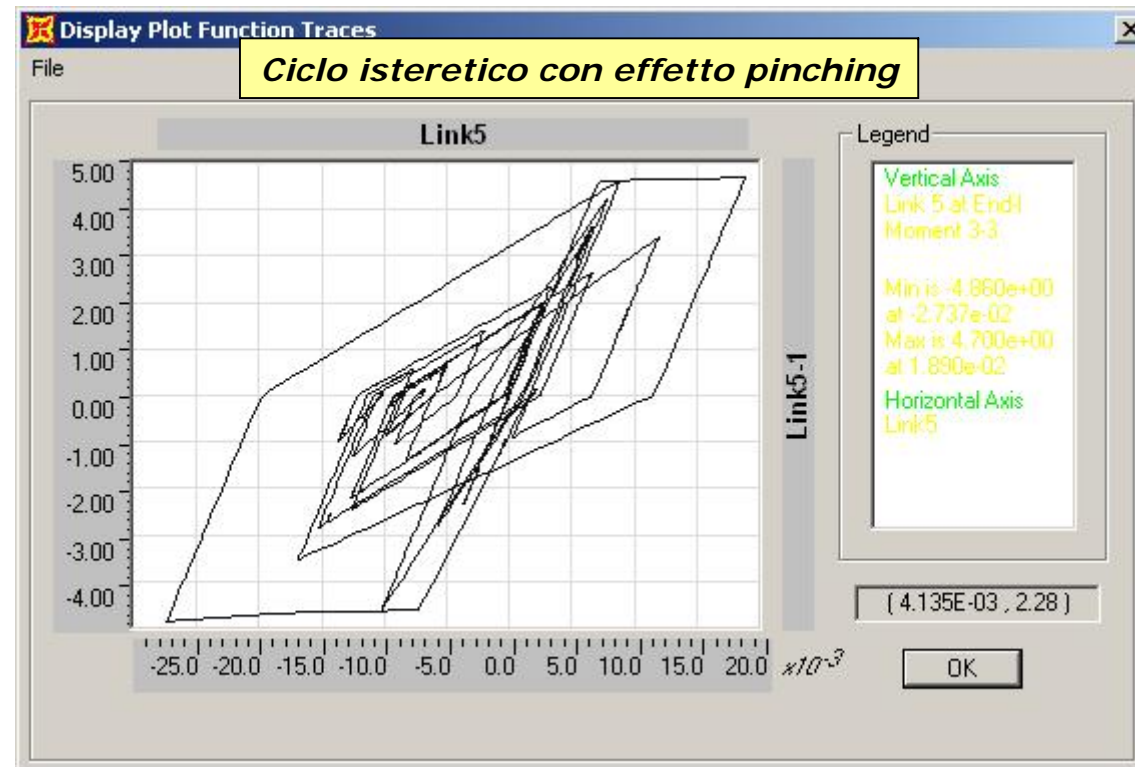 Display Plot Function Traces
Ciclo isteretico con effetto pinching
File
Link5
Legend
5.00
4.00
3.00
2.00
1.00
0.00
-1.00
-2.00
-3.00
-4.00
Link5-1
Vertical Axis
Link 5 at End-I
Moment 3-3
Min is -4.860e+00
at -2.737e-02
Max is 4.700e+00
at 1.890e-02
Horizontal Axis
Link5
(4.135E-03 , 2.28 )
-25.0 -20.0 -15.0 -10.0 -5.0 0.0 5.0 10.0 15.0 20.0 x10-3
OK